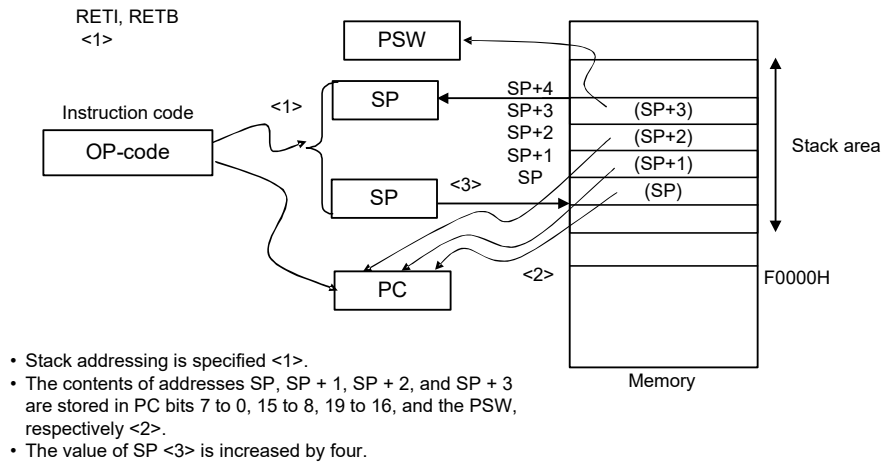 RETI, RETB
<1>
PSW
SP+4
<1>
SP
SP+3
(SP+3)
Instruction code
SP+2
(SP+2)
OP-code
Stack area
SP+1
(SP+1)
SP
<3>
SP
(SP)
<2>
PC
F0000H
Memory
• Stack addressing is specified <1>.
• The contents of addresses SP, SP + 1, SP + 2, and SP + 3
are stored in PC bits 7 to 0, 15 to 8, 19 to 16, and the PSW,
respectively <2>.
• The value of SP <3> is increased by four.